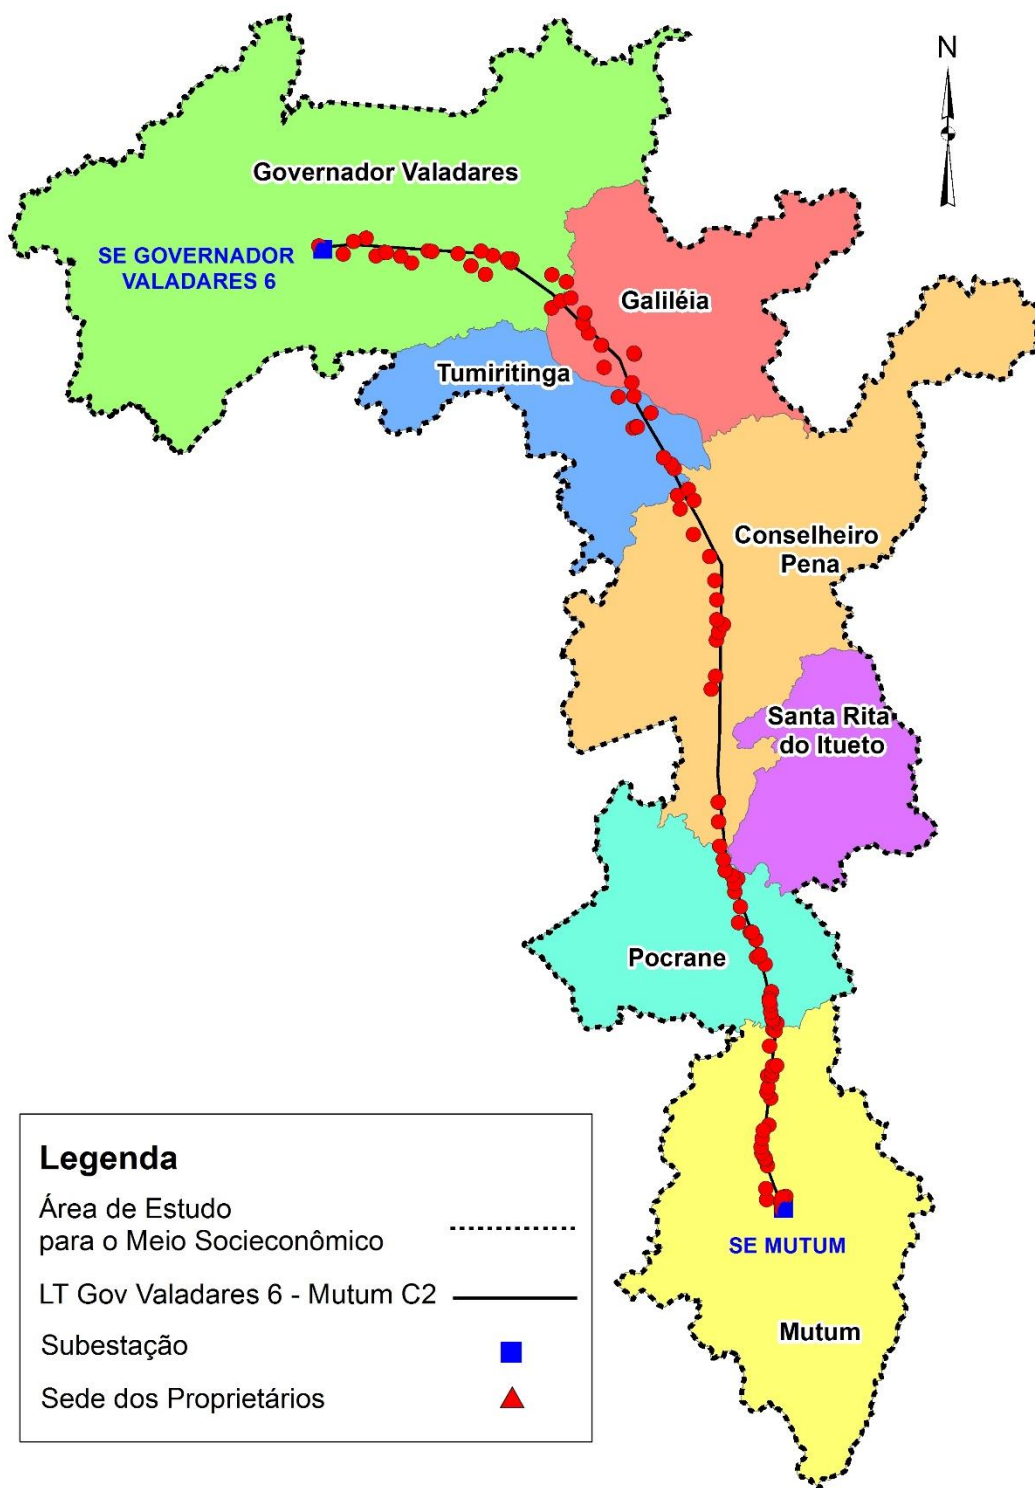 N
Governador Valadares
SE GOVERNADOR
VALADARES 6
Galiléia
Tumiritinga
Conselheiro
Pena
Santa Rita
do Itueto
Pocrane
SE MUTUM
Mutum
Legenda
Área de Estudo
para o Meio Socieconômico
LT Gov Valadares 6 - Mutum C2
Subestação
Sede dos Proprietários